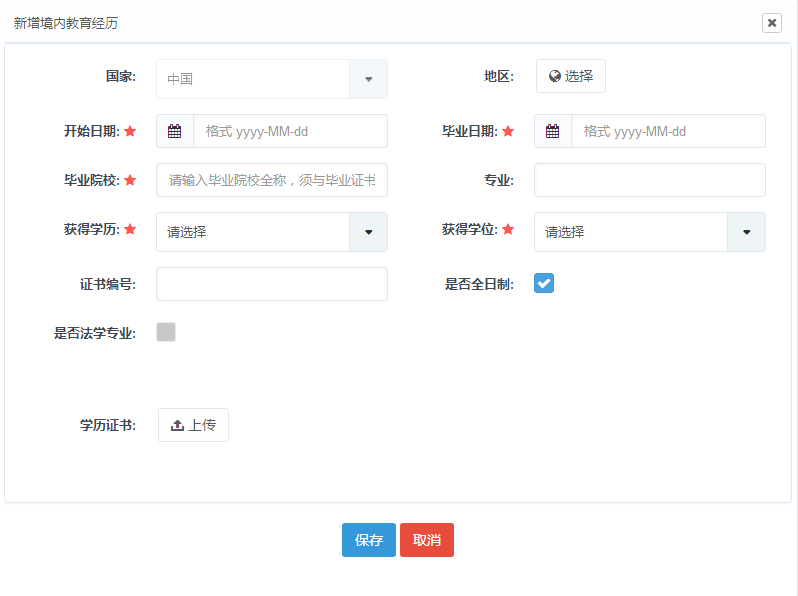 新增境内教育经历
国家: 中国 地区: 选择
开始日期: 格式 yyyy-MM-dd 毕业日期: 格式 yyyy-MM-dd
毕业院校: 请输入毕业院校全称，须与毕业证书 专业:
获得学历: 请选择 获得学位: 请选择
证书编号: 是否全日制:
是否法学专业:
学历证书: 上传
保存 取消